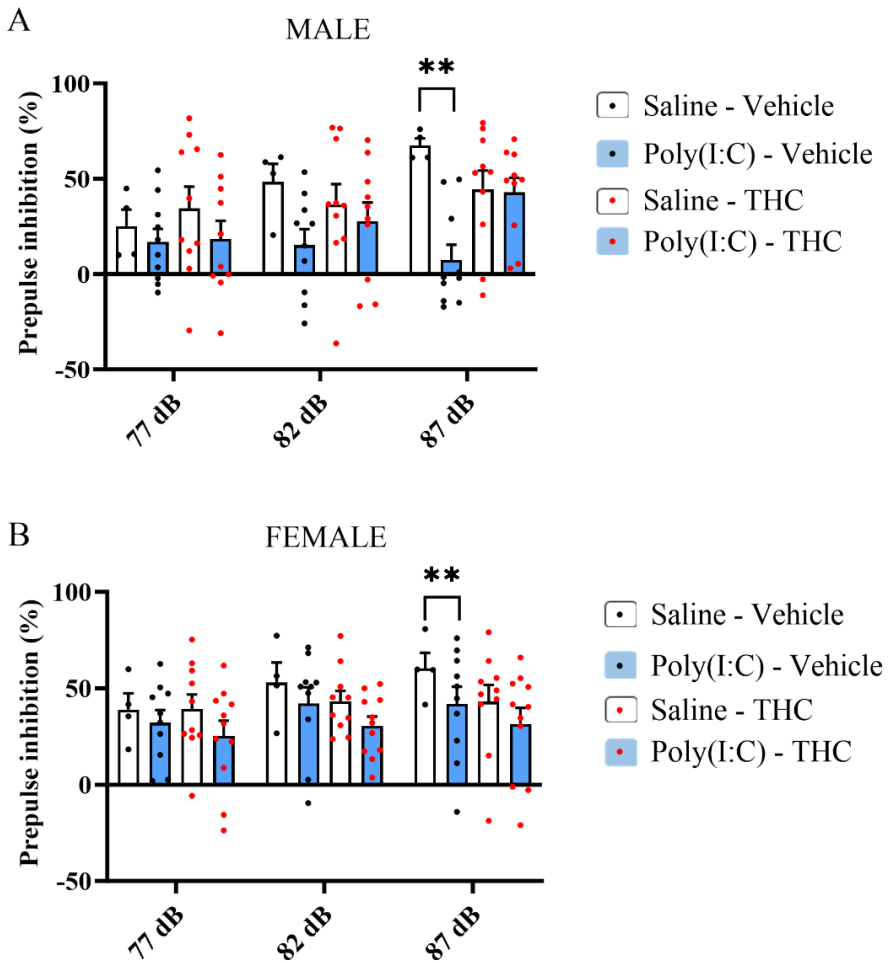 A
MALE
Prepulse inhibition (%)
100
50
0
-50
**
77 dB
82 dB
87 dB
Saline - Vehicle
Poly(I:C) - Vehicle
Saline - THC
Poly(I:C) - THC
B
FEMALE
Prepulse inhibition (%)
100
50
0
-50
**
77 dB
82 dB
87 dB
Saline - Vehicle
Poly(I:C) - Vehicle
Saline - THC
Poly(I:C) - THC